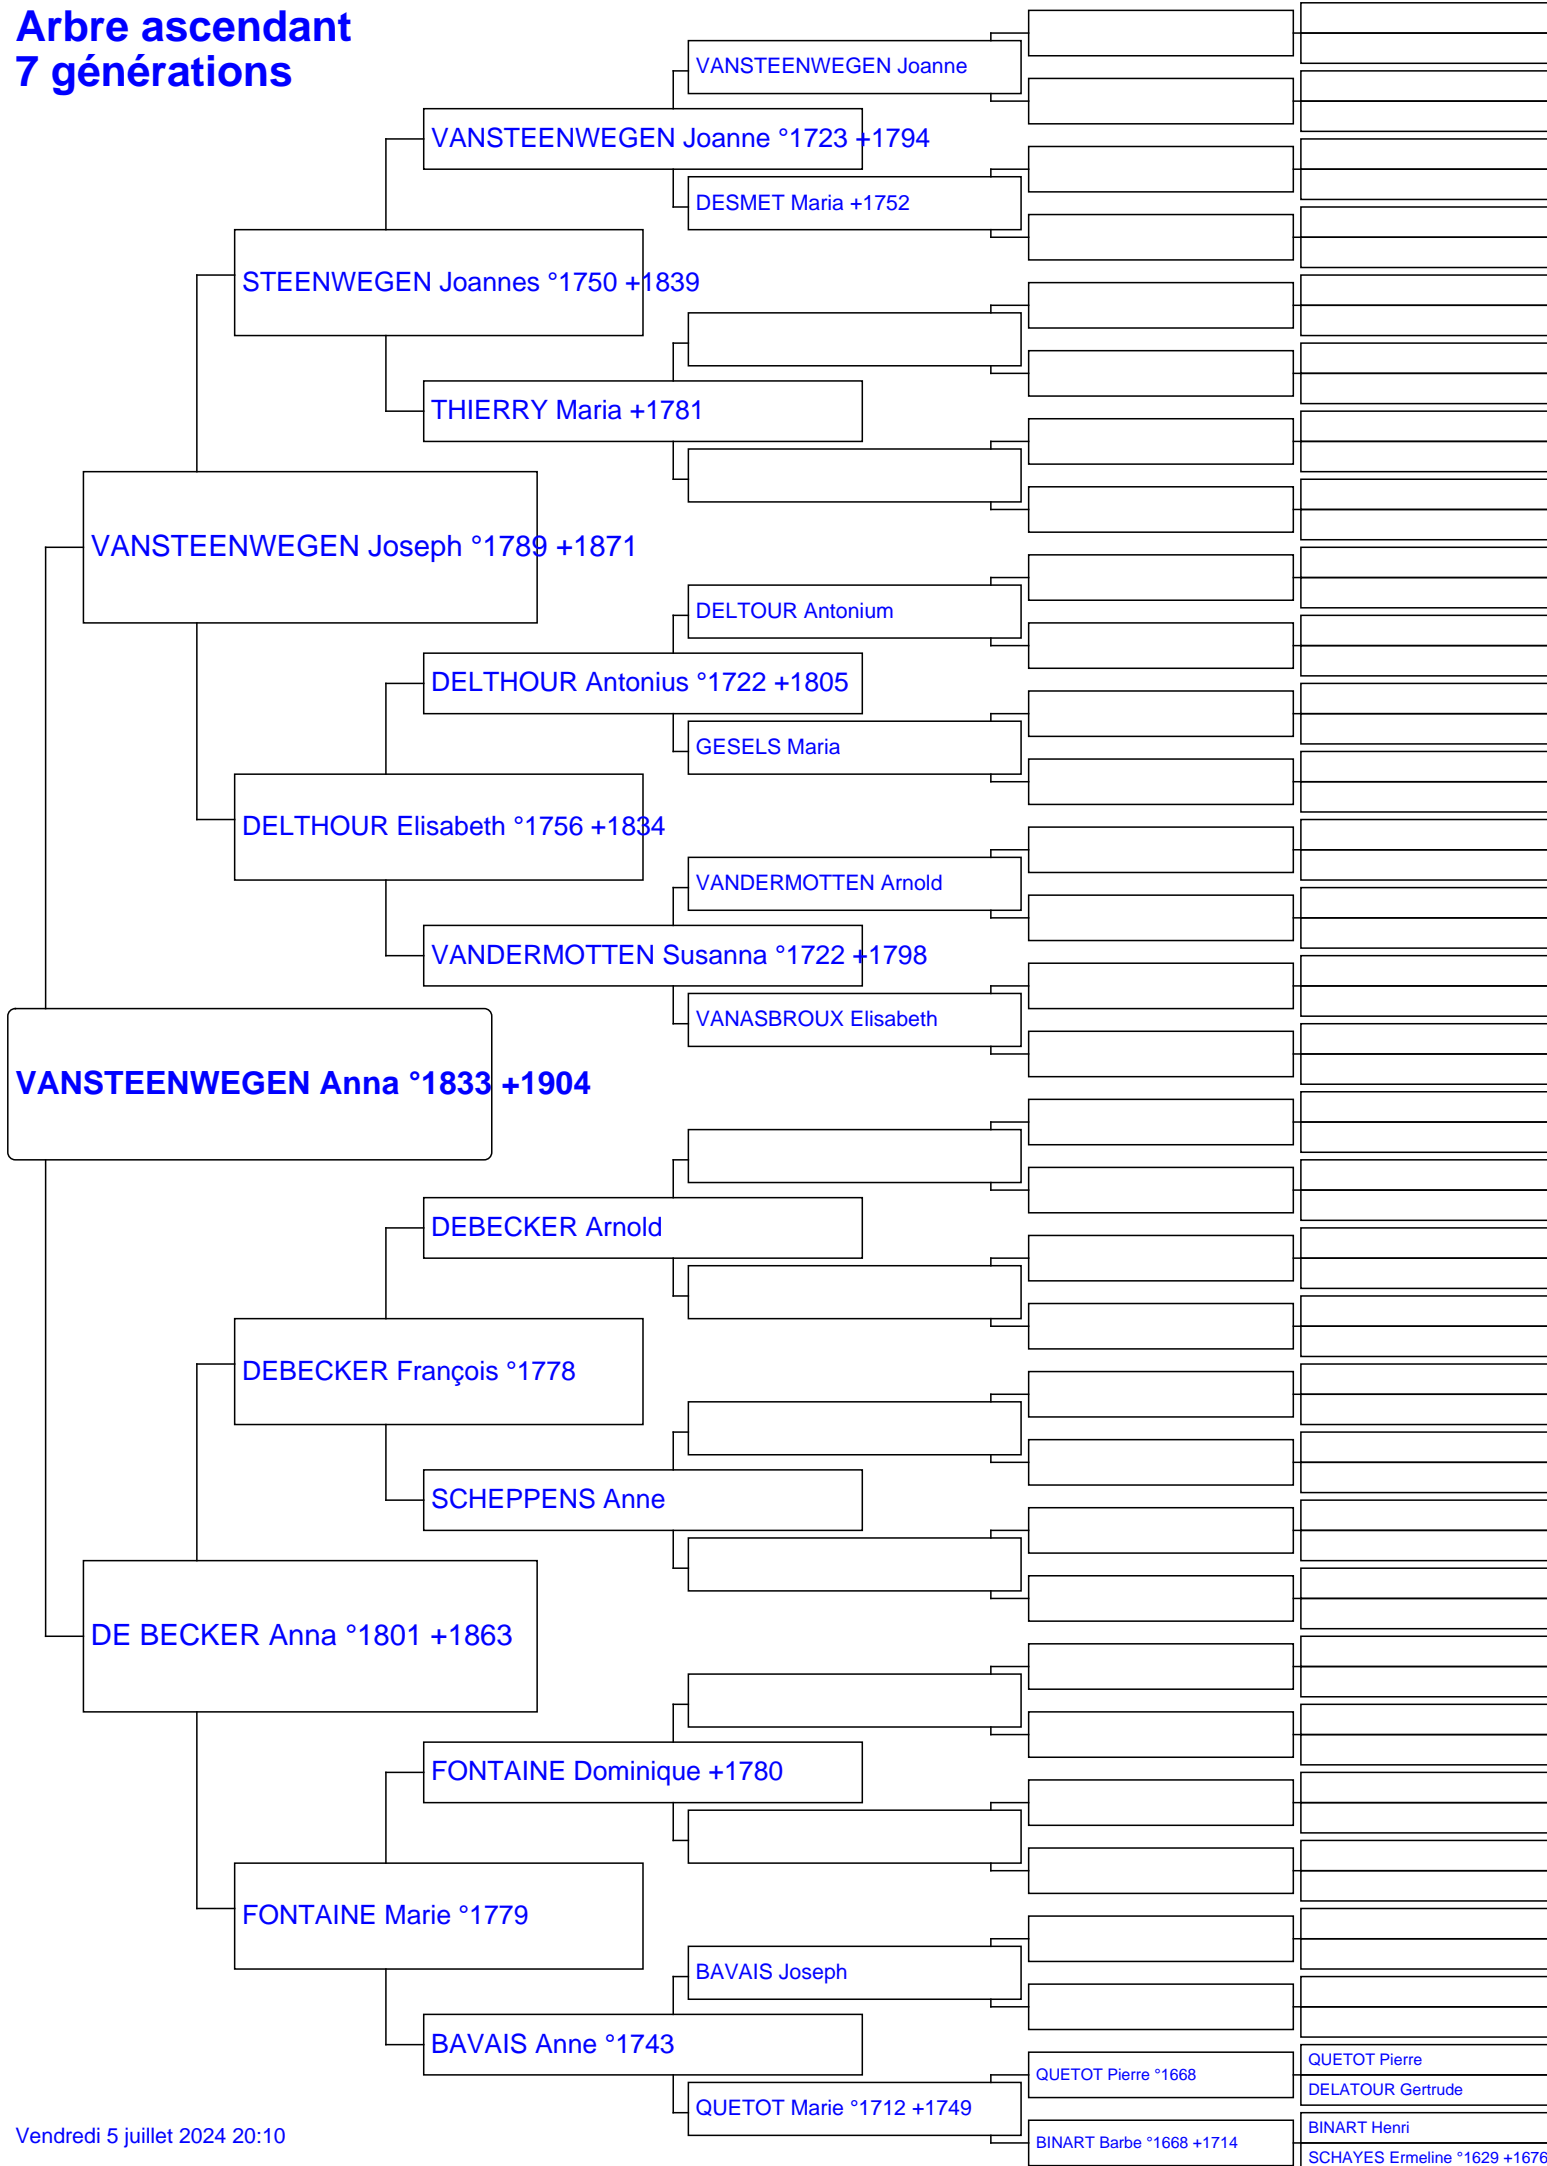 Arbre ascendant
7 générations
VANSTEENWEGEN Joanne
VANSTEENWEGEN Joanne °1723 +1794
DESMET Maria +1752
STEENWEGEN Joannes °1750 +1839
THIERRY Maria +1781
VANSTEENWEGEN Joseph °1789 +1871
DELTOUR Antonium
DELTHOUR Antonius °1722 +1805
GESELS Maria
DELTHOUR Elisabeth °1756 +1834
VANDERMOTTEN Arnold
VANDERMOTTEN Susanna °1722 +1798
VANASBROUX Elisabeth
VANSTEENWEGEN Anna °1833 +1904
DEBECKER Arnold
DEBECKER François °1778
SCHEPPENS Anne
DE BECKER Anna °1801 +1863
FONTAINE Dominique +1780
FONTAINE Marie °1779
BAVAIS Joseph
BAVAIS Anne °1743
QUETOT Pierre
QUETOT Pierre °1668
DELATOUR Gertrude
QUETOT Marie °1712 +1749
BINART Henri
BINART Barbe °1668 +1714
SCHAYES Ermeline °1629 +1676
Vendredi 5 juillet 2024 20:10